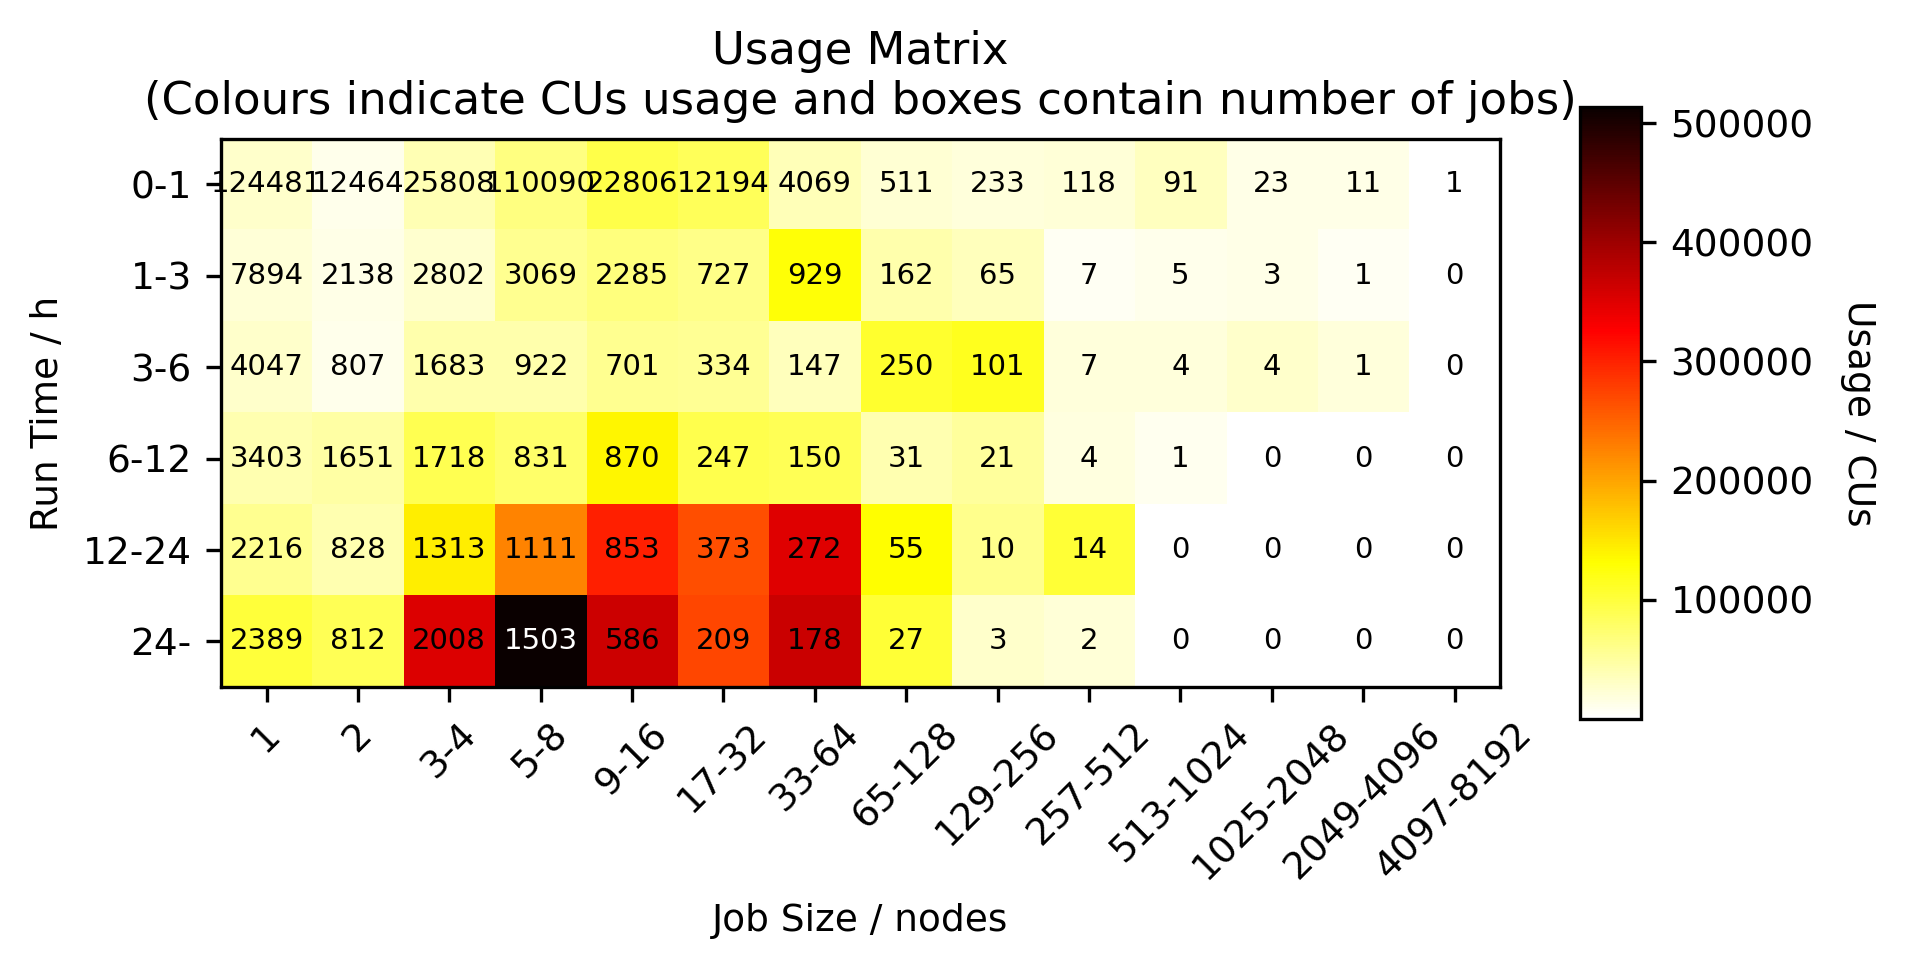 Usage Matrix
(Colours indicate CUs usage and boxes contain number of jobs)
0-1 124481 12464 25808 110090 22806 12194 4069 511 233 118 91 23 11 1
1-3 7894 2138 2802 3069 2285 727 929 162 65 7 5 3 1 0
3-6 4047 807 1683 922 701 334 147 250 101 7 4 4 1 0
6-12 3403 1651 1718 831 870 247 150 31 21 4 1 0 0 0
12-24 2216 828 1313 1111 853 373 272 55 10 14 0 0 0 0
24- 2389 812 2008 1503 586 209 178 27 3 2 0 0 0 0
1 2 3-4 5-8 9-16 17-32 33-64 65-128 129-256 257-512 513-1024 1025-2048 2049-4096 4097-8192
Job Size / nodes
Run Time / h
500000
400000
300000
200000
100000
Usage / CUs